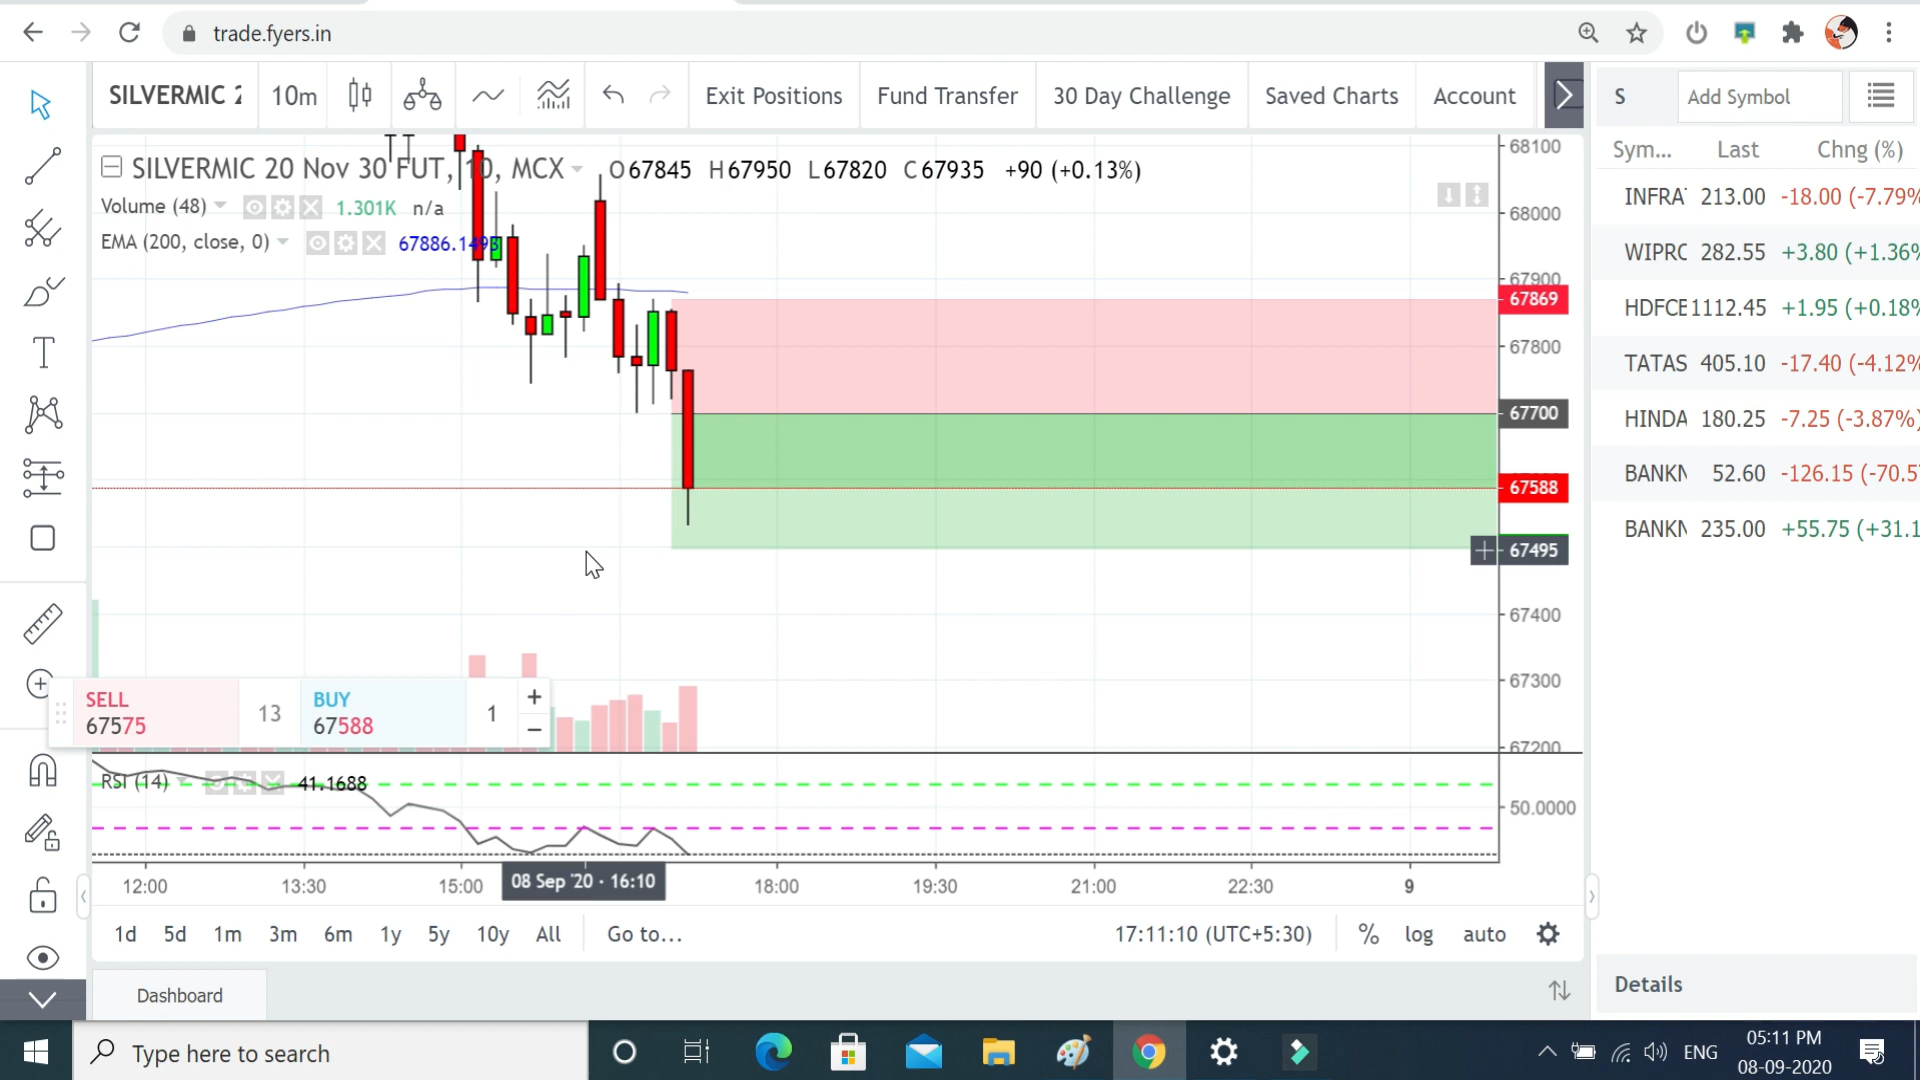 trade.fyers.in
SILVERMIC 2
10m
Exit Positions
Fund Transfer
30 Day Challenge
Saved Charts
Account
S
Add Symbol
Sym... Last Chng (%)
INFRA 213.00 -18.00 (-7.79%
WIPRC 282.55 +3.80 (+1.36%
HDFCE 1112.45 +1.95 (+0.18%
TATAS 405.10 -17.40 (-4.12%
HINDA 180.25 -7.25 (-3.87%)
BANKN 52.60 -126.15 (-70.5
BANKN 235.00 +55.75 (+31.1
Details
SILVERMIC 20 Nov 30 FUT, 10, MCX O67845 H67950 L67820 C67935 +90 (+0.13%)
Volume (48) 1.301K n/a
EMA (200, close, 0) 67886.1493
68100
68000
67900
67869
67800
67700
67588
67495
67400
67300
67200
SELL
67575
13
BUY
67588
1
+
−
RSI (14) 41.1688
50.0000
12:00 13:30 15:00 08 Sep '20 · 16:10 18:00 19:30 21:00 22:30 9
1d 5d 1m 3m 6m 1y 5y 10y All Go to... 17:11:10 (UTC+5:30) % log auto
Dashboard
Type here to search
ENG
05:11 PM
08-09-2020